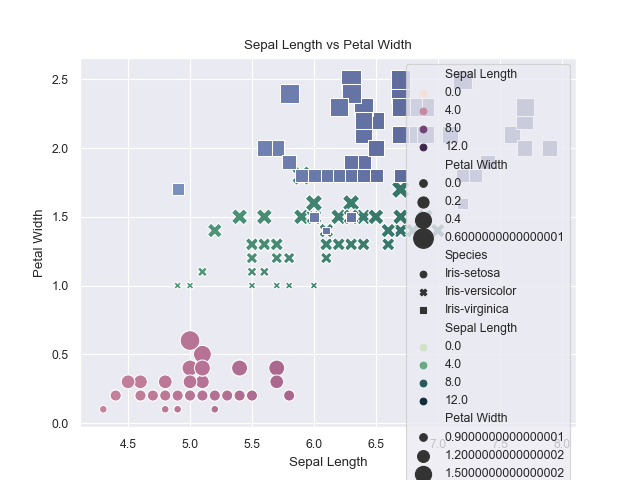 Sepal Length vs Petal Width
Petal Width
2.5
2.0
1.5
1.0
0.5
0.0
4.5
5.0
5.5
6.0
6.5
7.0
8.0
Sepal Length
Sepal Length
0.0
4.0
8.0
12.0
Petal Width
0.0
0.2
0.4
0.6000000000000001
Species
Iris-setosa
Iris-versicolor
Iris-virginica
Sepal Length
0.0
4.0
8.0
12.0
Petal Width
0.9000000000000001
1.2000000000000002
1.5000000000000002